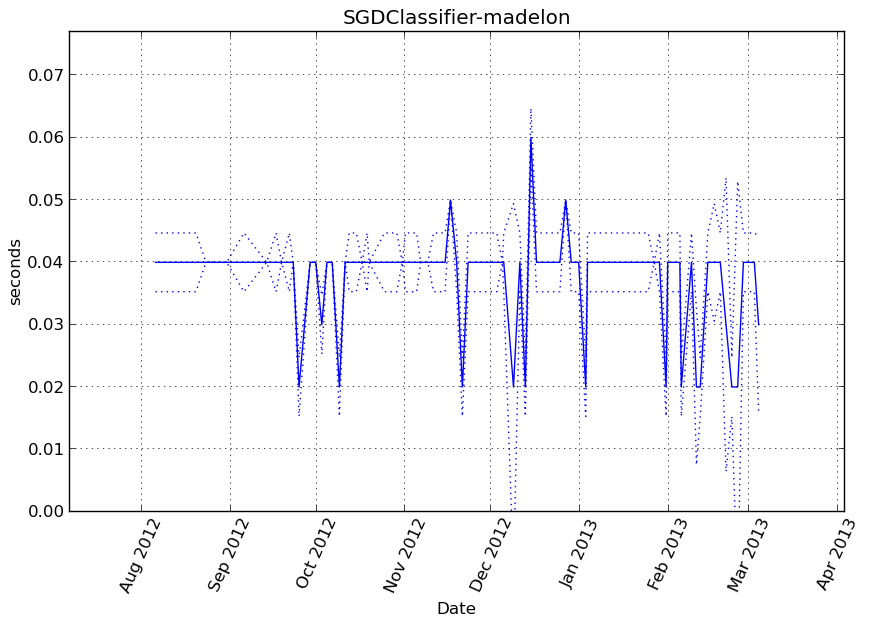 SGDClassifier-madelon
seconds
0.07
0.06
0.05
0.04
0.03
0.02
0.01
0.00
Aug 2012
Sep 2012
Oct 2012
Nov 2012
Dec 2012
Jan 2013
Feb 2013
Mar 2013
Apr 2013
Date